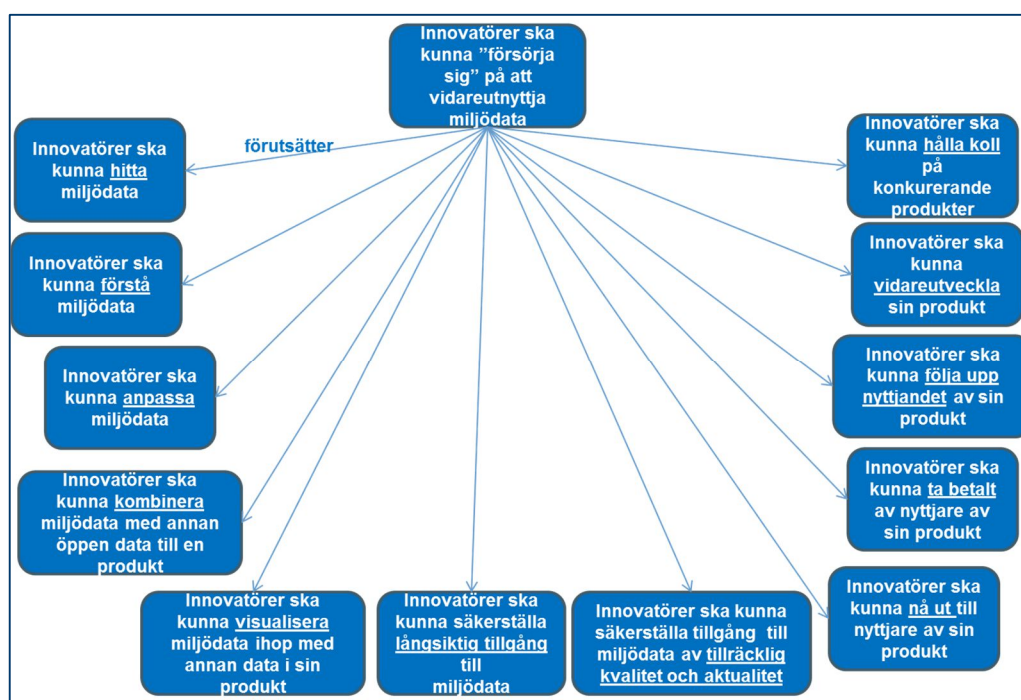 Innovatörer ska
kunna ”försörja
sig” på att
vidareutnyttja
miljödata
förutsätter
Innovatörer ska
kunna hitta
miljödata
Innovatörer ska
kunna förstå
miljödata
Innovatörer ska
kunna anpassa
miljödata
Innovatörer ska
kunna kombinera
miljödata med annan
öppen data till en
produkt
Innovatörer ska
kunna visualisera
miljödata ihop med
annan data i sin
produkt
Innovatörer ska
kunna säkerställa
långsiktig tillgång
till
miljödata
Innovatörer ska kunna
säkerställa tillgång till
miljödata av tillräcklig
kvalitet och aktualitet
Innovatörer ska
kunna nå ut till
nyttjare av sin
produkt
Innovatörer ska
kunna ta betalt
av nyttjare av
sin produkt
Innovatörer ska
kunna följa upp
nyttjandet av sin
produkt
Innovatörer ska
kunna
vidareutveckla
sin produkt
Innovatörer ska
kunna hålla koll
på
konkurerande
produkter